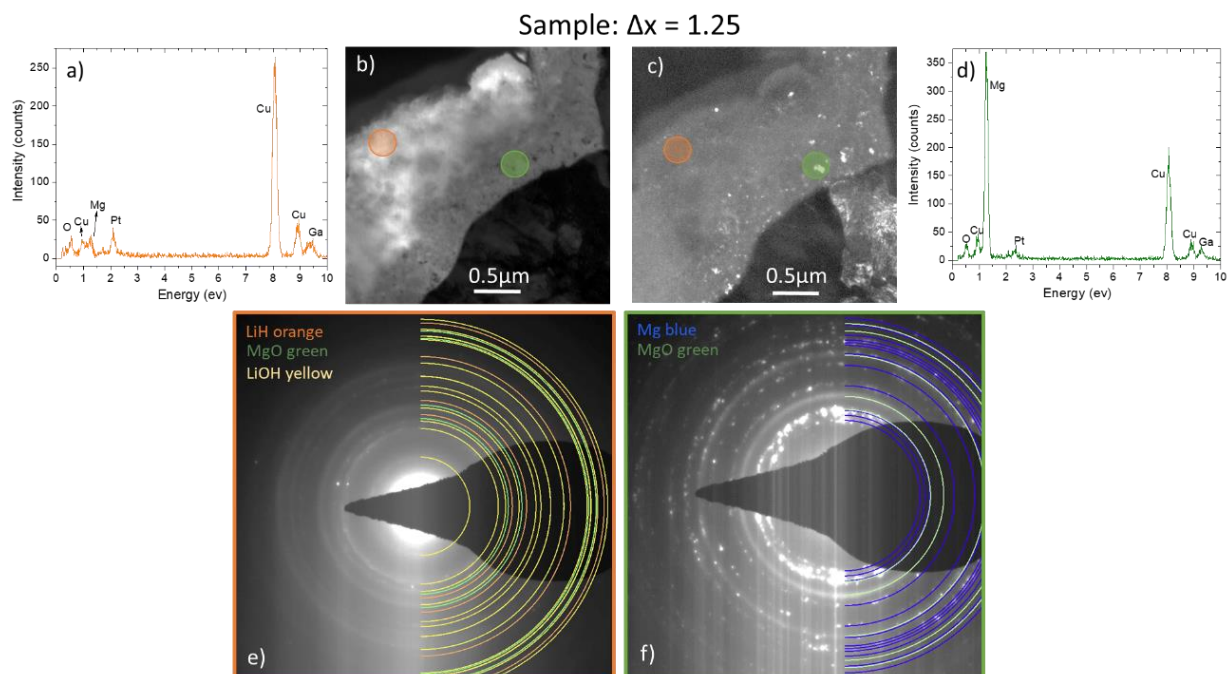 Sample: Δx = 1.25
a)
250
200
150
100
50
0
0 1 2 3 4 5 6 7 8 9 10
Intensity (counts)
Energy (ev)
O
Cu
Mg
Pt
Cu
Cu
Ga
b)
0.5μm
c)
0.5μm
d)
350
300
250
200
150
100
50
0
0 1 2 3 4 5 6 7 8 9 10
Intensity (counts)
Energy (ev)
Mg
O
Cu
Pt
Cu
Cu
Ga
LiH orange
MgO green
LiOH yellow
e)
Mg blue
MgO green
f)